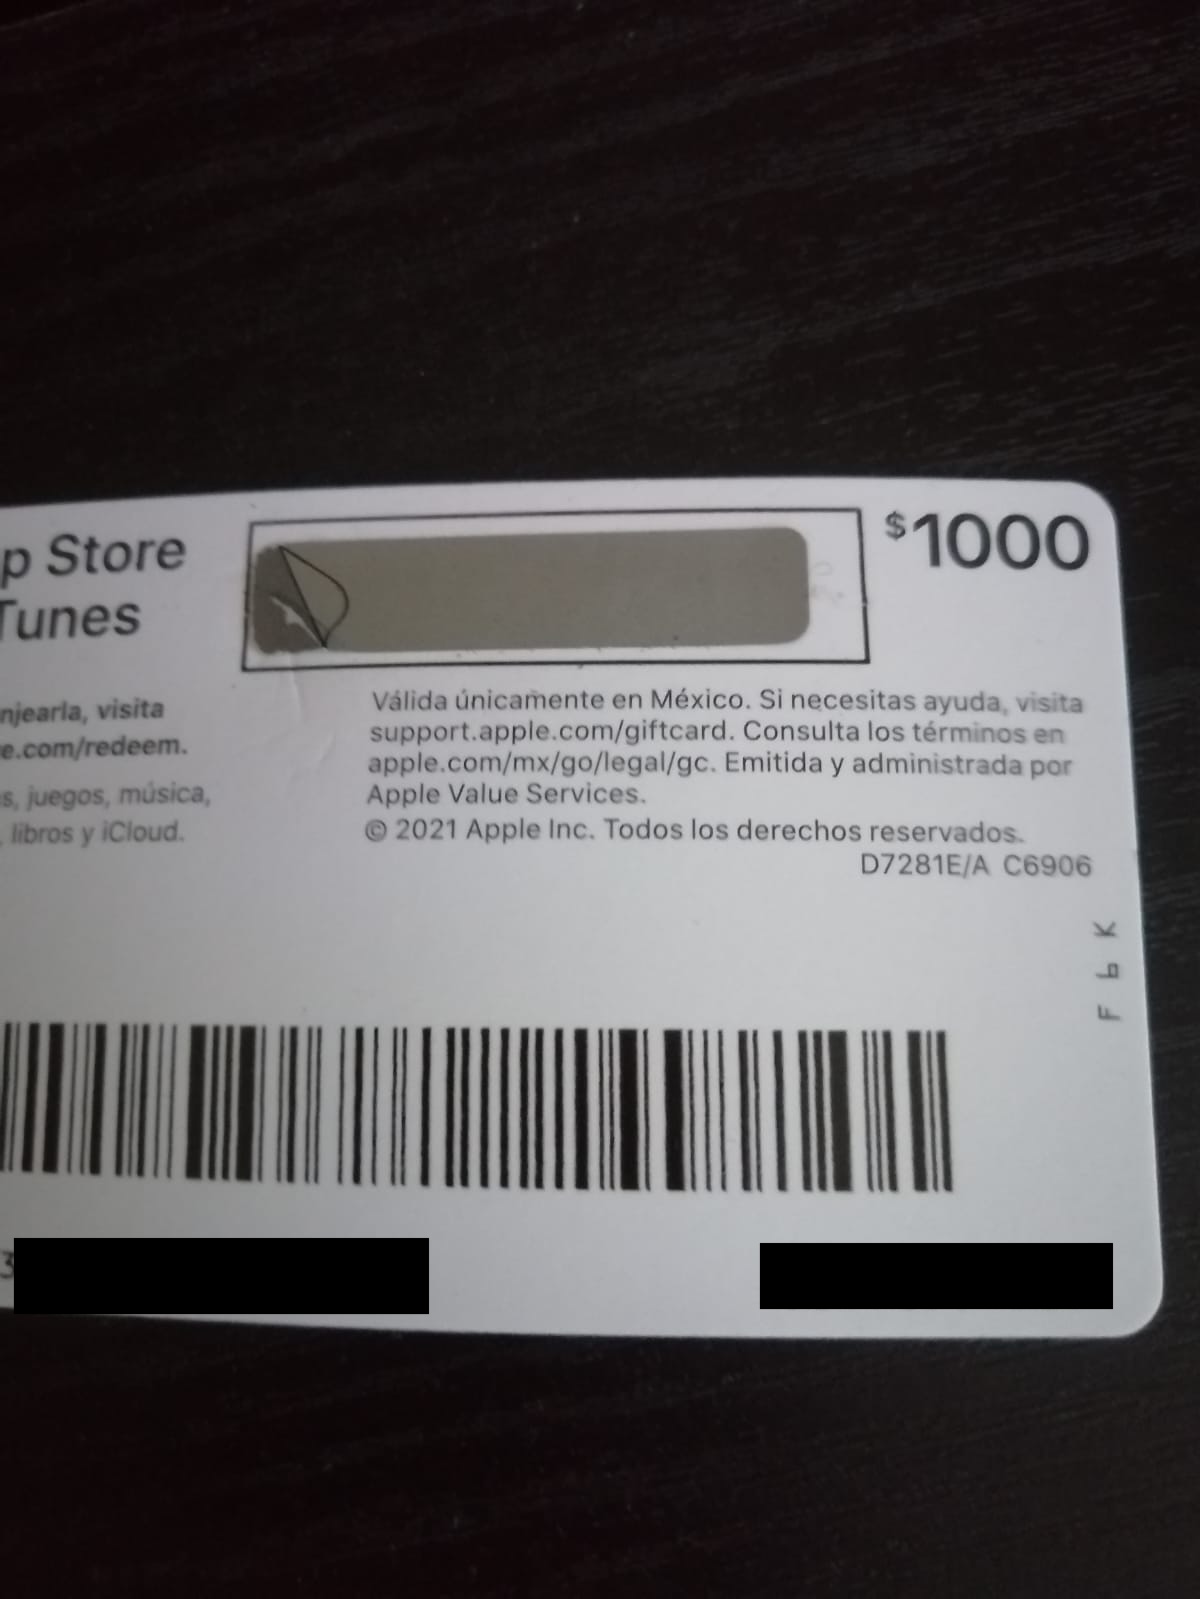 p Store
Tunes
$1000
njearla, visita
e.com/redeem.
s, juegos, música,
, libros y iCloud.
Válida únicamente en México. Si necesitas ayuda, visita
support.apple.com/giftcard. Consulta los términos en
apple.com/mx/go/legal/gc. Emitida y administrada por
Apple Value Services.
© 2021 Apple Inc. Todos los derechos reservados.
D7281E/A C6906
3